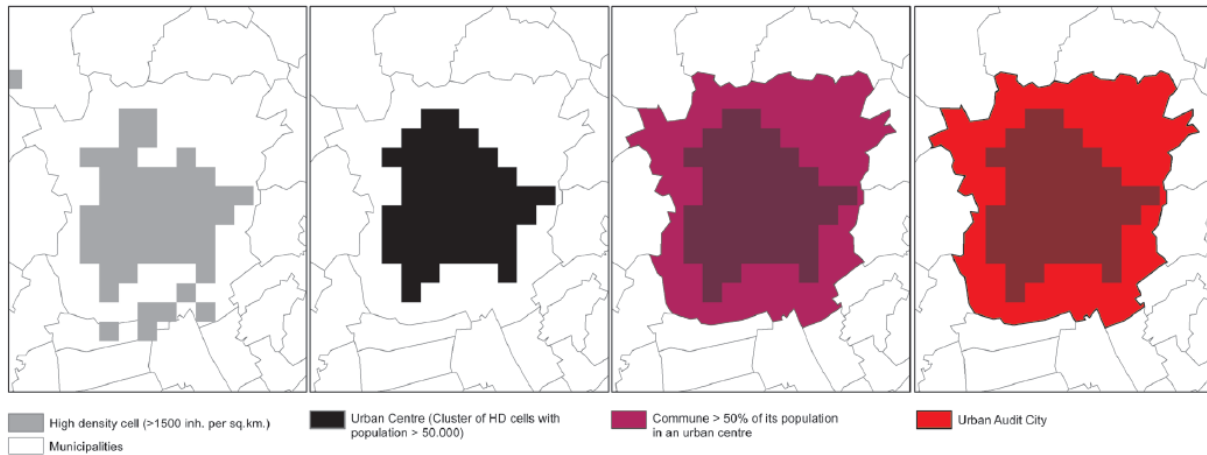 High density cell (>1500 inh. per sq.km.)
Municipalities
Urban Centre (Cluster of HD cells with
population > 50.000)
Commune > 50% of its population
in an urban centre
Urban Audit City